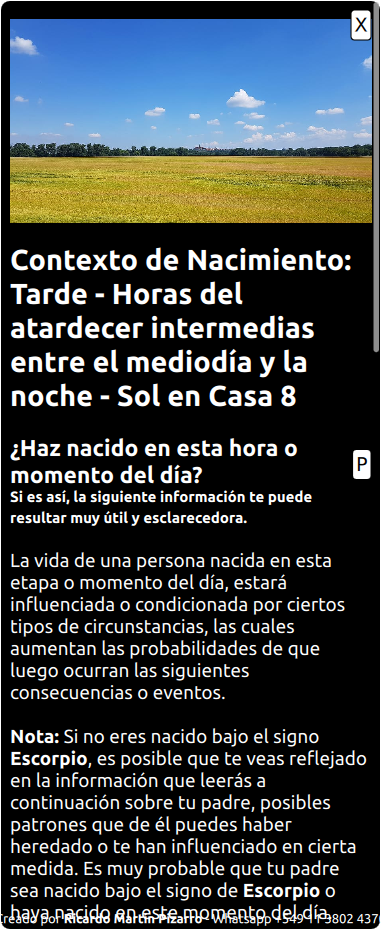 X
Contexto de Nacimiento:
Tarde - Horas del
atardecer intermedias
entre el mediodía y la
noche - Sol en Casa 8
¿Haz nacido en esta hora o
momento del día?
P
Si es así, la siguiente información te puede
resultar muy útil y esclarecedora.
La vida de una persona nacida en esta
etapa o momento del día, estará
influenciada o condicionada por ciertos
tipos de circunstancias, las cuales
aumentan las probabilidades de que
luego ocurran las siguientes
consecuencias o eventos.
Nota: Si no eres nacido bajo el signo
Escorpio, es posible que te veas reflejado
en la información que leerás a
continuación sobre tu padre, posibles
patrones que de él puedes haber
heredado o te han influenciado en cierta
medida. Es muy probable que tu padre
sea nacido bajo el signo de Escorpio o
haya nacido en este momento del día
reado por Ricardo Martin Pizarro - Whatsapp +549 11 3802 4370